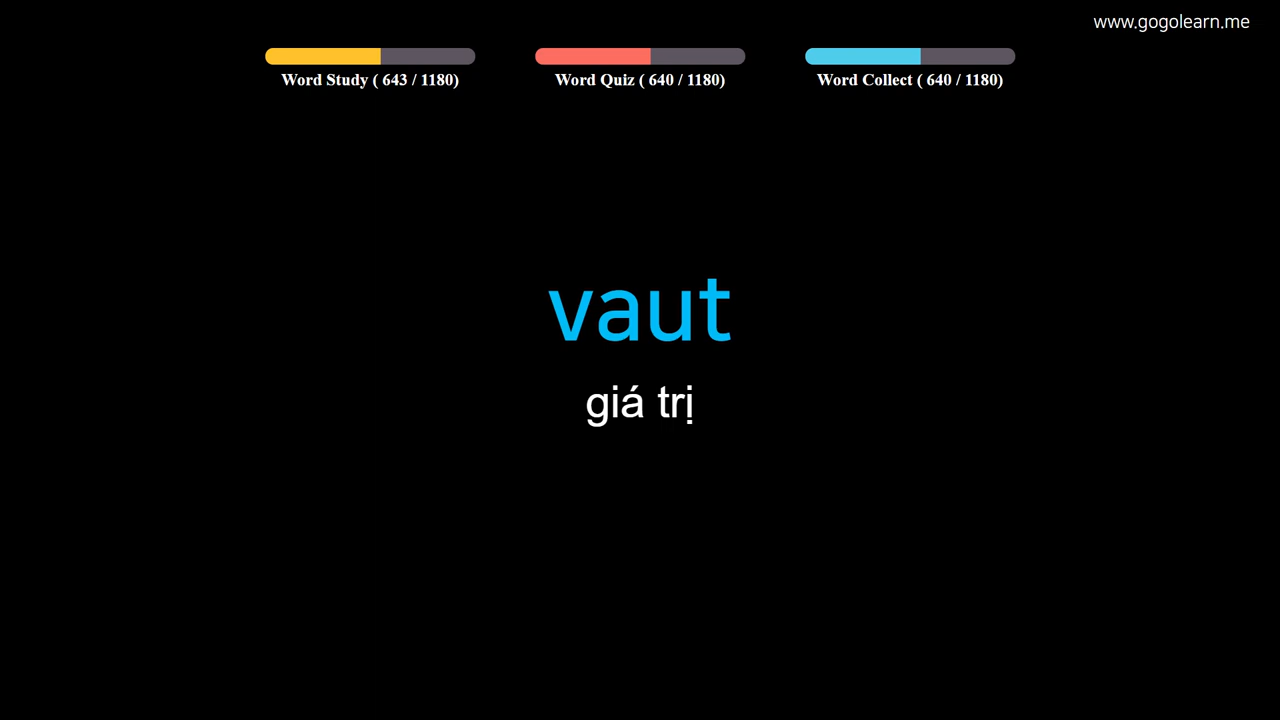 www.gogolearn.me
Word Study ( 643 / 1180)
Word Quiz ( 640 / 1180)
Word Collect ( 640 / 1180)
vaut
giá trị